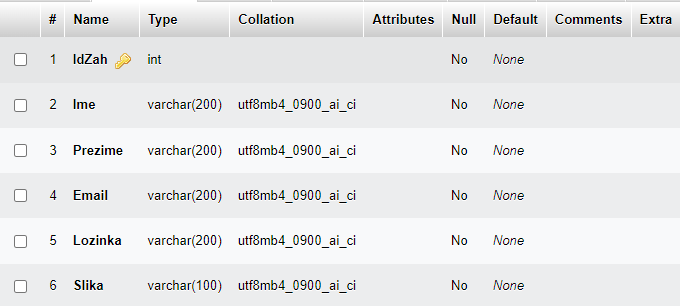 # Name Type Collation Attributes Null Default Comments Extra
1 IdZah int No None
2 Ime varchar(200) utf8mb4_0900_ai_ci No None
3 Prezime varchar(200) utf8mb4_0900_ai_ci No None
4 Email varchar(200) utf8mb4_0900_ai_ci No None
5 Lozinka varchar(200) utf8mb4_0900_ai_ci No None
6 Slika varchar(100) utf8mb4_0900_ai_ci No None